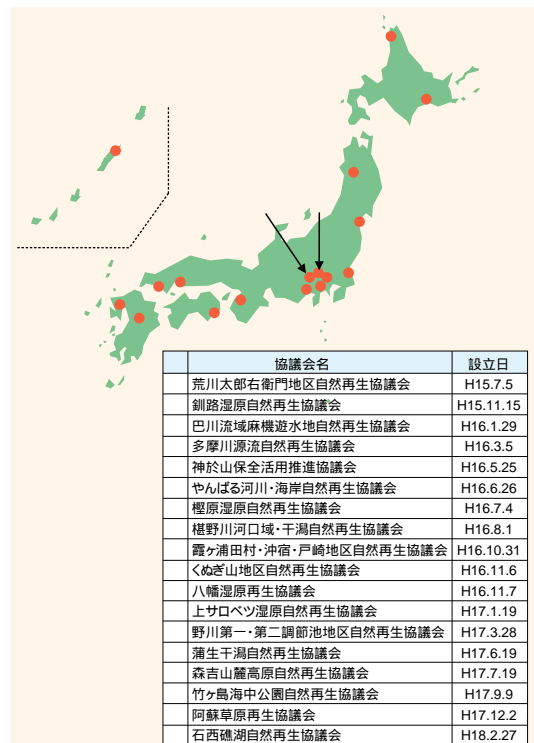 協議会名 設立日
荒川太郎右衛門地区自然再生協議会 H15.7.5
釧路湿原自然再生協議会 H15.11.15
巴川流域麻機遊水地自然再生協議会 H16.1.29
多摩川源流自然再生協議会 H16.3.5
神於山保全活用推進協議会 H16.5.25
やんばる河川・海岸自然再生協議会 H16.6.26
樫原湿原自然再生協議会 H16.7.4
椹野川河口域・干潟自然再生協議会 H16.8.1
霞ヶ浦田村・沖宿・戸崎地区自然再生協議会 H16.10.31
くぬぎ山地区自然再生協議会 H16.11.6
八幡湿原再生協議会 H16.11.7
上サロベツ湿原自然再生協議会 H17.1.19
野川第一・第二調節池地区自然再生協議会 H17.3.28
蒲生干潟自然再生協議会 H17.6.19
森吉山麓高原自然再生協議会 H17.7.19
竹ヶ島海中公園自然再生協議会 H17.9.9
阿蘇草原再生協議会 H17.12.2
石西礁湖自然再生協議会 H18.2.27